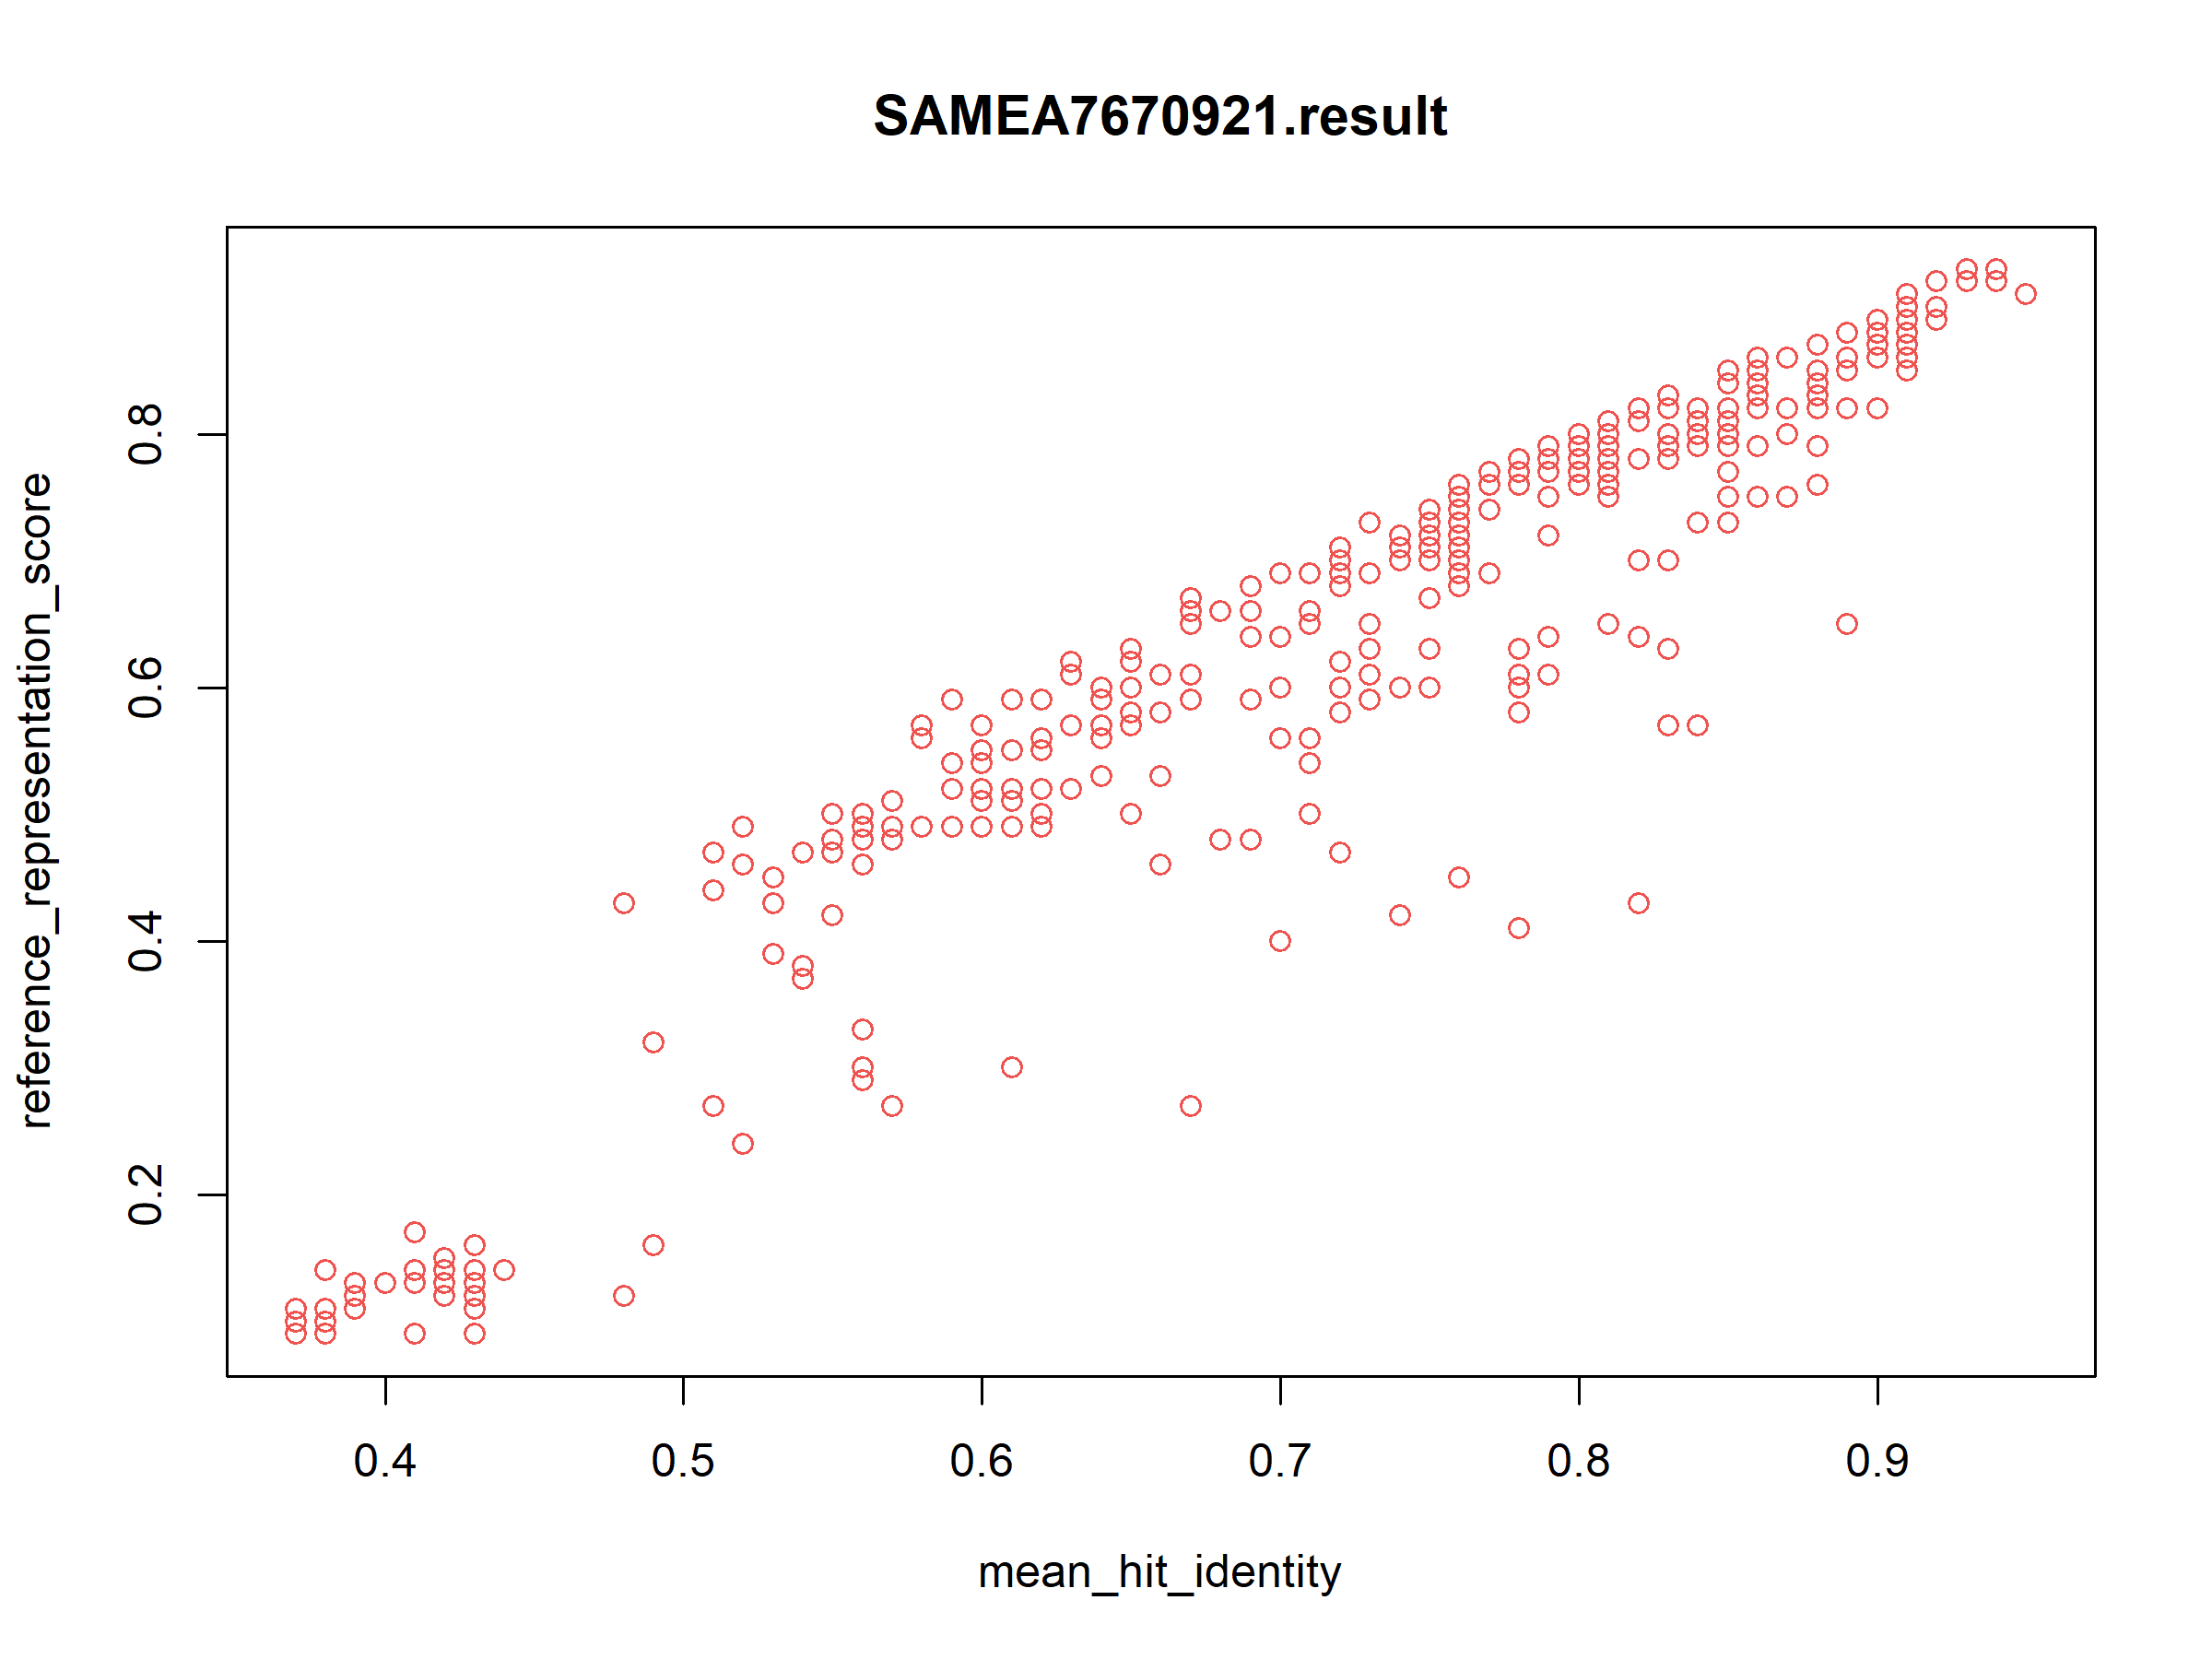 SAMEA7670921.result
reference_representation_score
0.8
0.6
0.4
0.2
0.4 0.5 0.6 0.7 0.8 0.9
mean_hit_identity